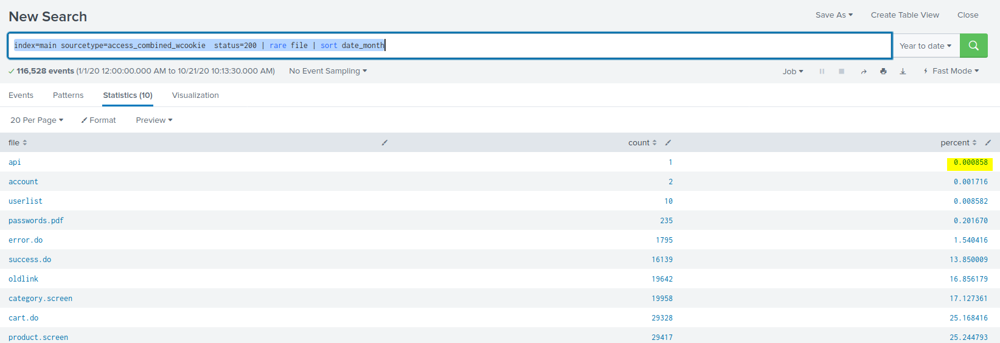 New Search
Save As Create Table View Close
index=main sourcetype=access_combined_wcookie  status=200 | rare file | sort date_month
Year to date
116,528 events (1/1/20 12:00:00.000 AM to 10/21/20 10:13:30.000 AM) No Event Sampling Job Fast Mode
Events Patterns Statistics (10) Visualization
20 Per Page Format Preview
file count percent
api 1 0.000858
account 2 0.001716
userlist 10 0.008582
passwords.pdf 235 0.201670
error.do 1795 1.540416
success.do 16139 13.850009
oldlink 19642 16.856179
category.screen 19958 17.127361
cart.do 29328 25.168416
product.screen 29417 25.244793